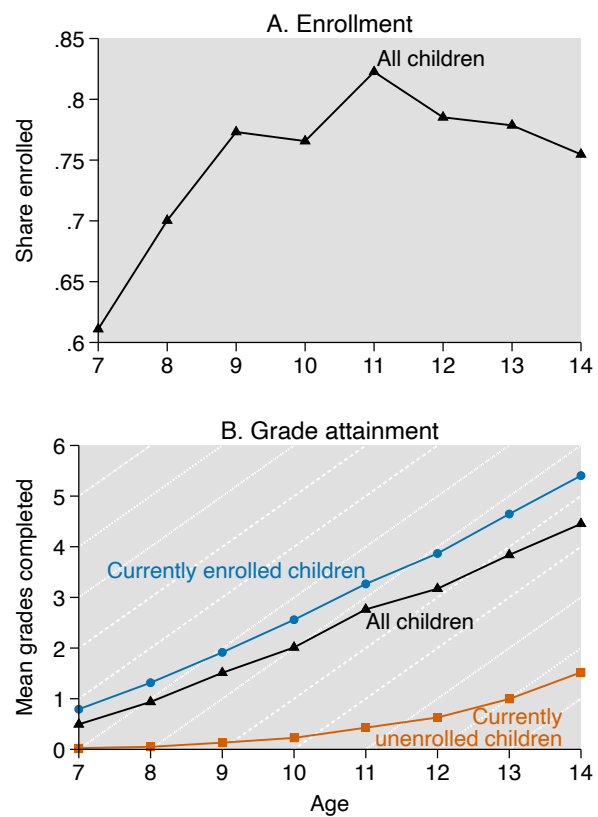 A. Enrollment
.85
All children
.8
.75
.7
.65
.6
Share enrolled
7 8 9 10 11 12 13 14
B. Grade attainment
6
5
4
Currently enrolled children
3
All children
2
1
Currently
unenrolled children
0
Mean grades completed
7 8 9 10 11 12 13 14
Age